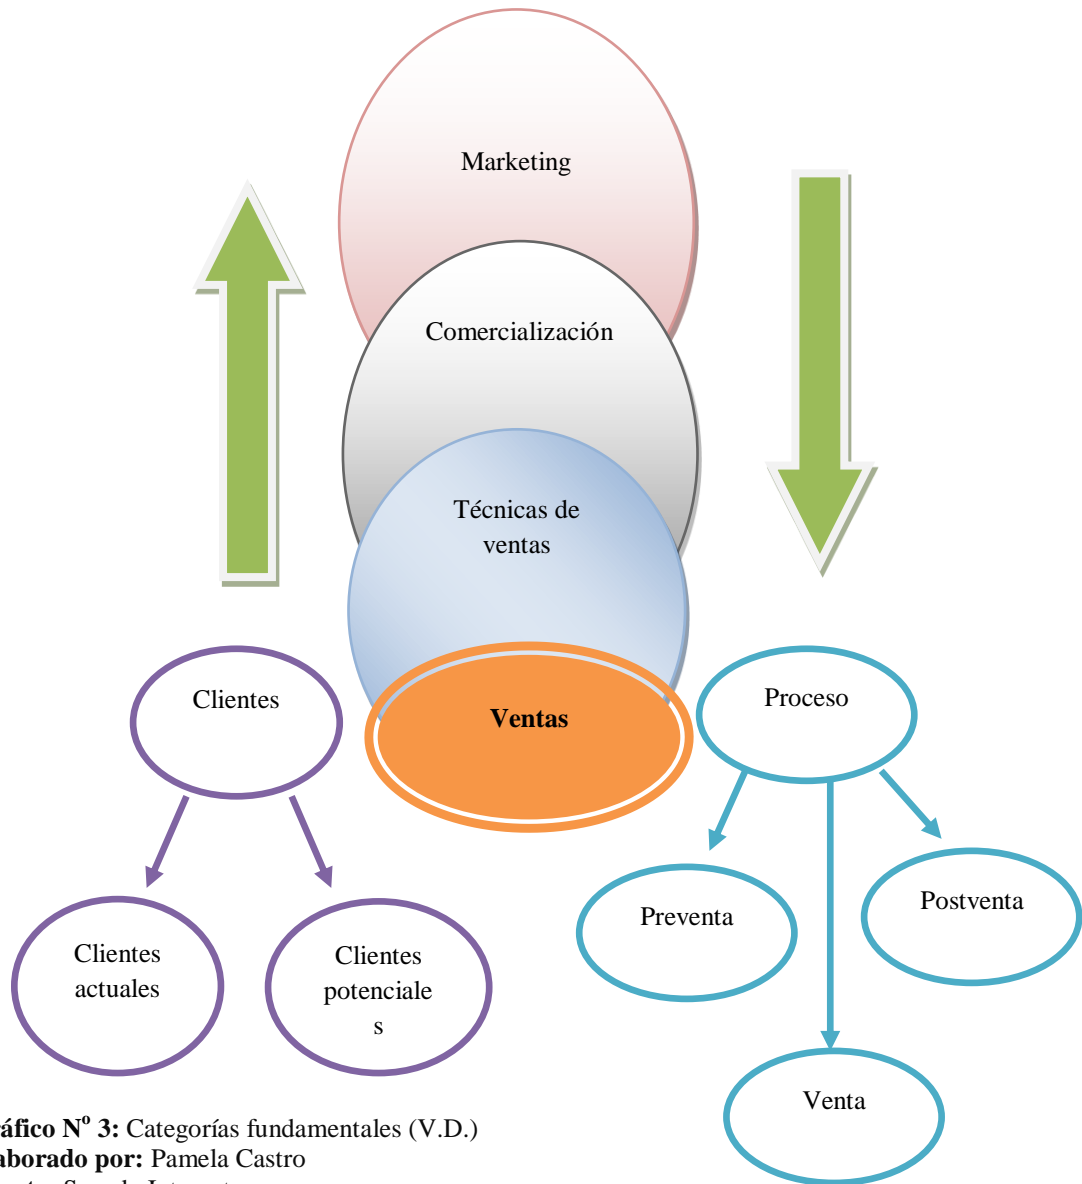 Marketing
Comercialización
Técnicas de
ventas
Clientes
Ventas
Proceso
Clientes
actuales
Clientes
potenciale
s
Preventa
Postventa
Venta
ráfico Nº 3: Categorías fundamentales (V.D.)
aborado por: Pamela Castro